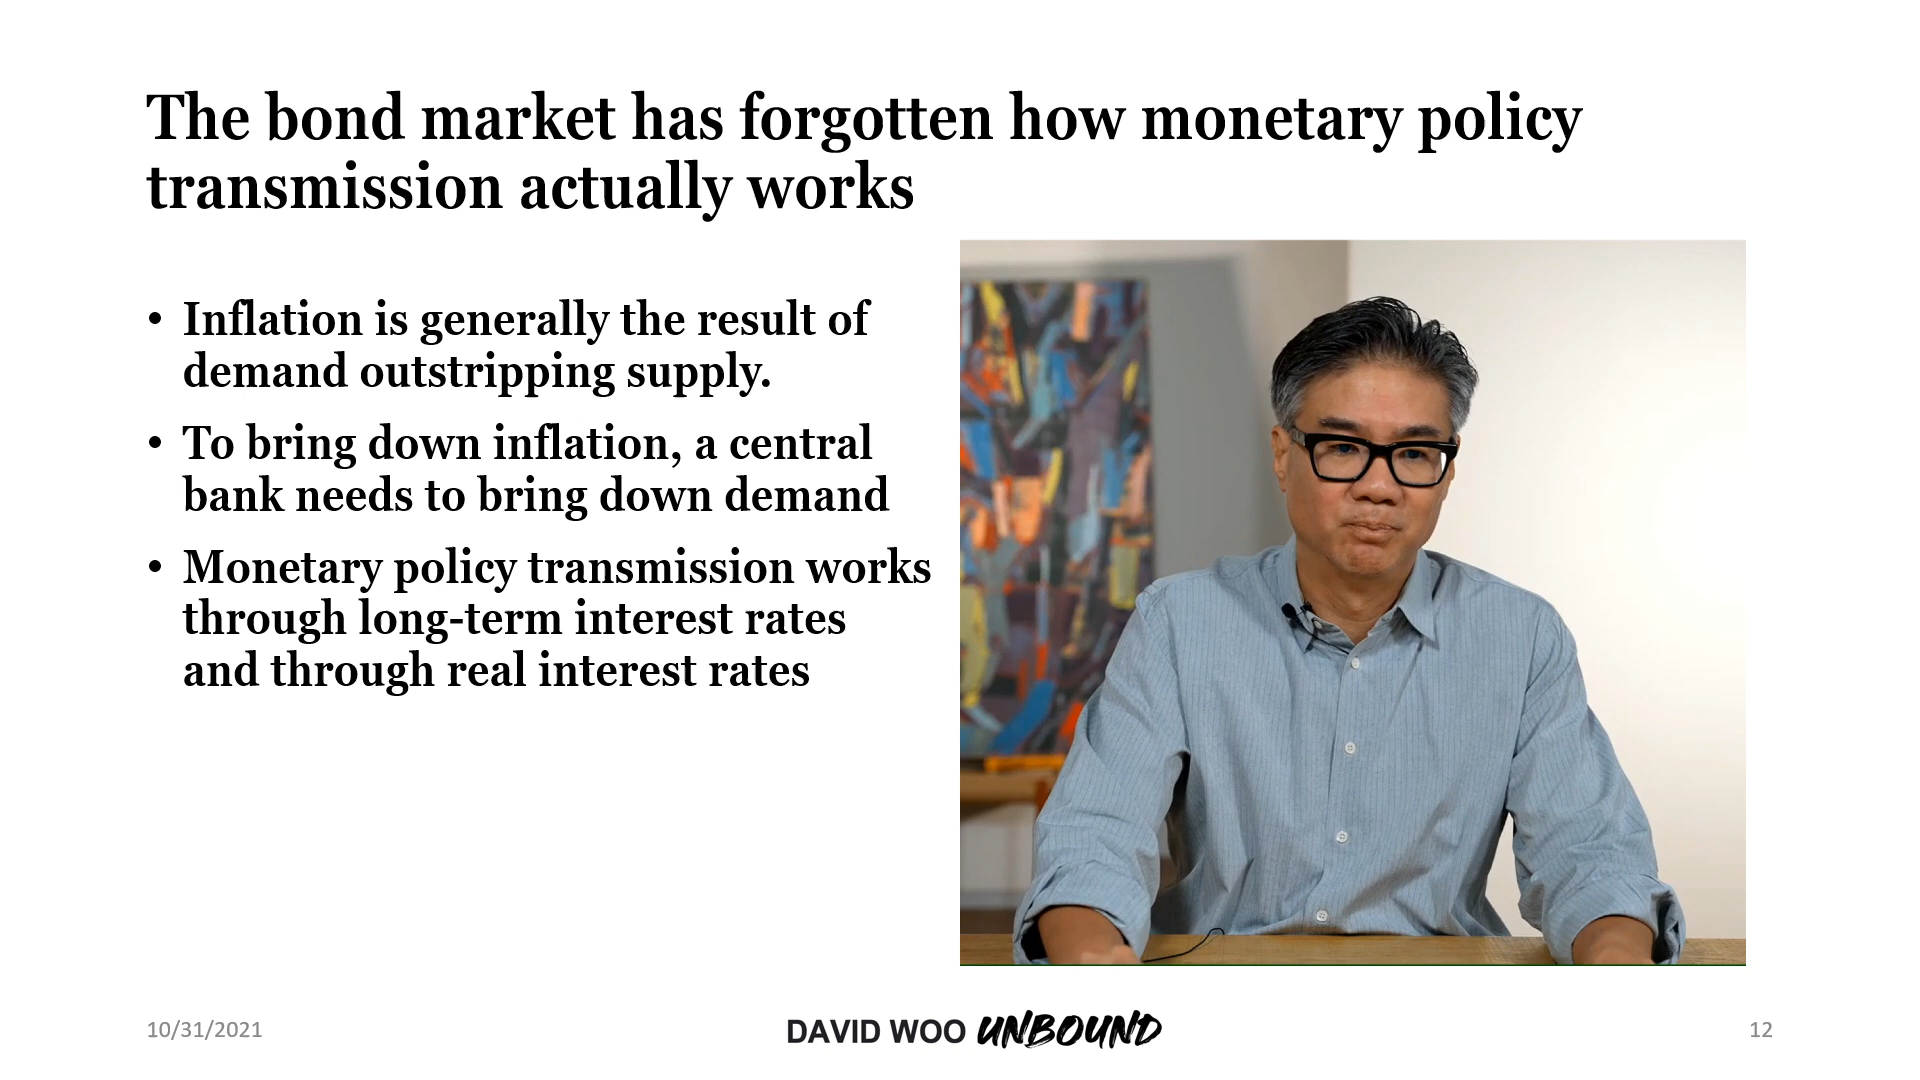 The bond market has forgotten how monetary policy
transmission actually works
• Inflation is generally the result of
demand outstripping supply.
• To bring down inflation, a central
bank needs to bring down demand
• Monetary policy transmission works
through long-term interest rates
and through real interest rates
10/31/2021
DAVID WOO UNBOUND
12